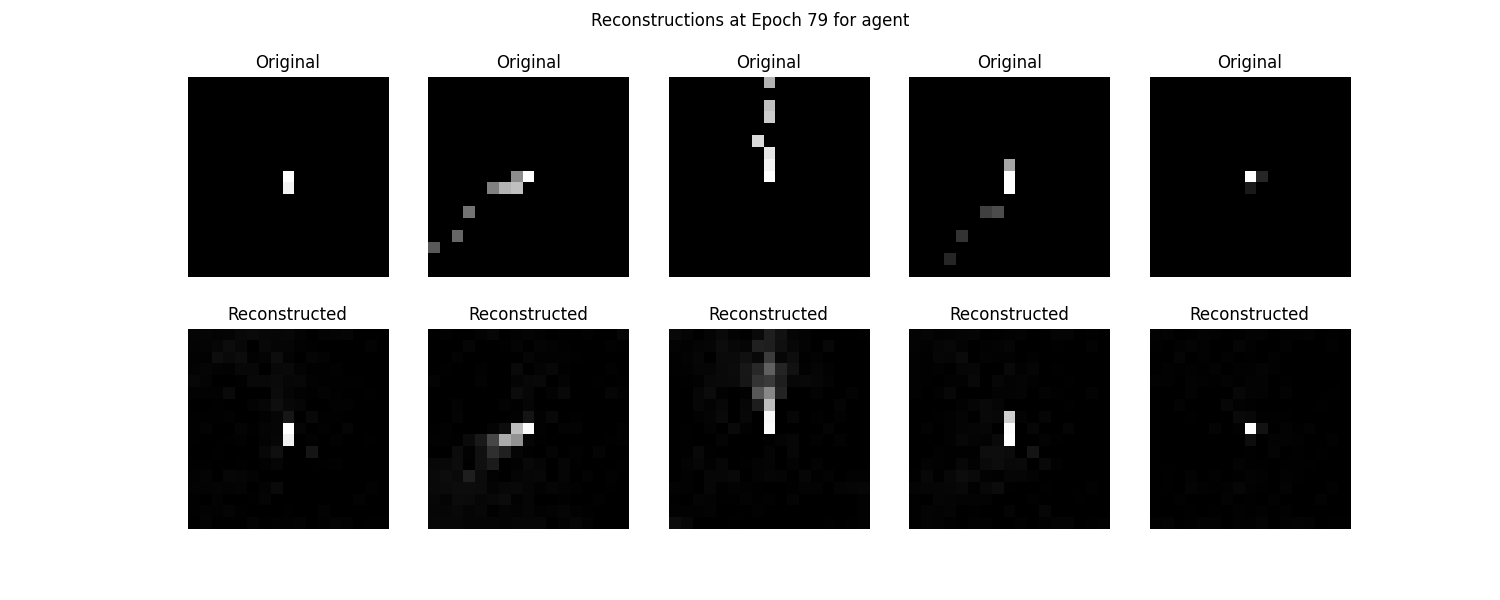 Reconstructions at Epoch 79 for agent
Original Original Original Original Original
Reconstructed Reconstructed Reconstructed Reconstructed Reconstructed